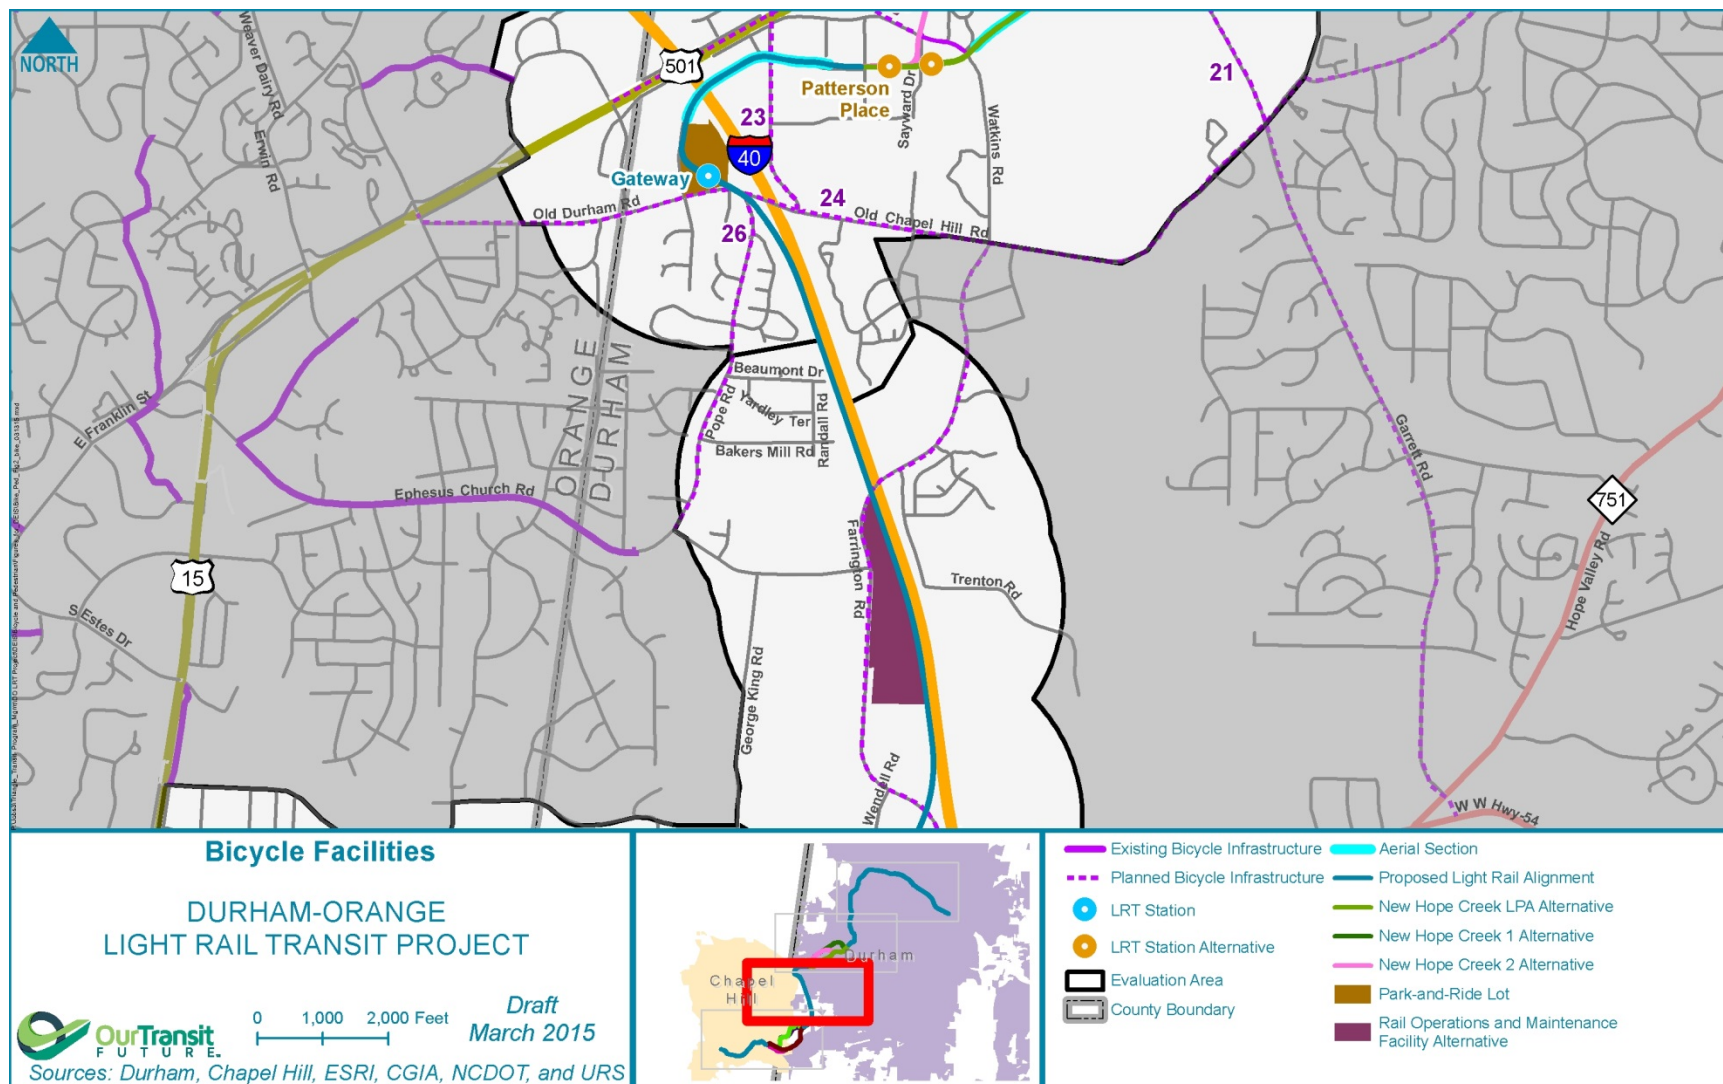 NORTH
Weaver Dairy Rd
Erwin Rd
501
Patterson
Place
Sayward Dr
Watkins Rd
21
23
40
Gateway
24
Old Durham Rd
Old Chapel Hill Rd
26
ORANGE
DURHAM
Beaumont Dr
Yardley Ter
Pope Rd
Randall Rd
Bakers Mill Rd
E Franklin St
Garrett Rd
Ephesus Church Rd
751
Hope Valley Rd
15
Farrington Rd
Trenton Rd
S Estes Dr
George King Rd
Wendell Rd
W W Hwy-54
Bicycle Facilities
DURHAM-ORANGE
LIGHT RAIL TRANSIT PROJECT
0 1,000 2,000 Feet
Draft
March 2015
OurTransit
FUTURE
Sources: Durham, Chapel Hill, ESRI, CGIA, NCDOT, and URS
Durham
Chapel
Hill
Existing Bicycle Infrastructure
Planned Bicycle Infrastructure
LRT Station
LRT Station Alternative
Evaluation Area
County Boundary
Aerial Section
Proposed Light Rail Alignment
New Hope Creek LPA Alternative
New Hope Creek 1 Alternative
New Hope Creek 2 Alternative
Park-and-Ride Lot
Rail Operations and Maintenance
Facility Alternative